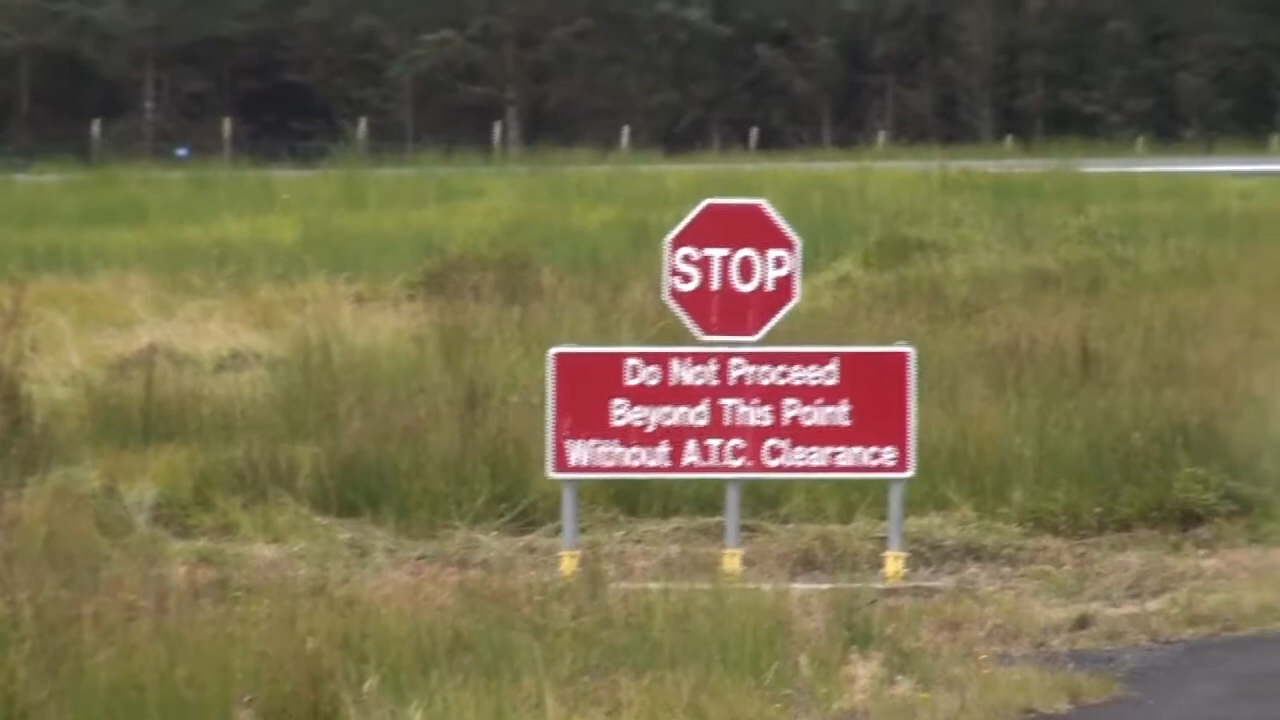 STOP
Do Not Proceed
Beyond This Point
Without A.T.C. Clearance